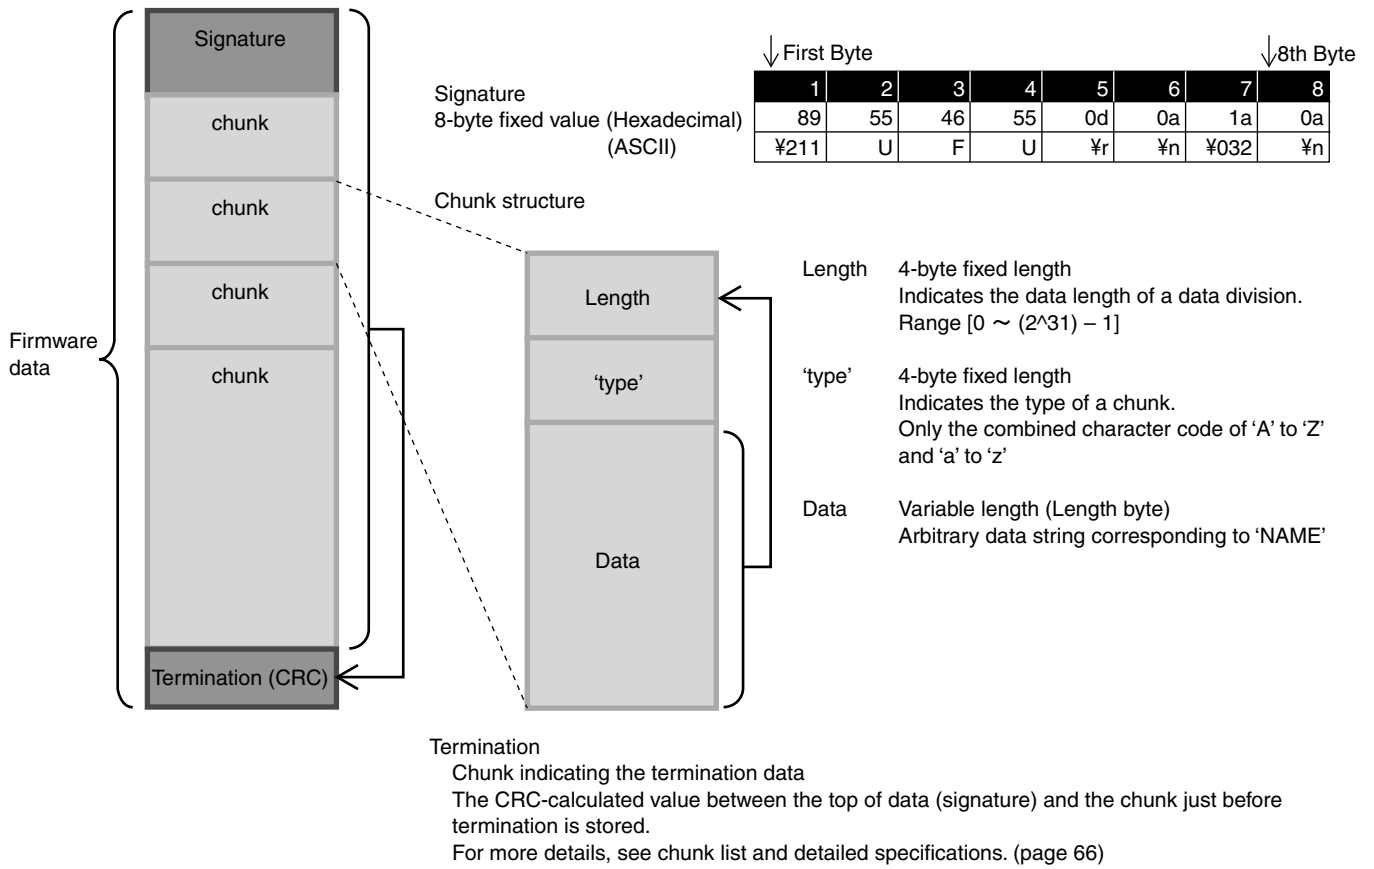 Signature
chunk
chunk
chunk
chunk
Termination (CRC)
Firmware
data
First Byte
8th Byte
Signature
8-byte fixed value (Hexadecimal)
(ASCII)
1 2 3 4 5 6 7 8
89 55 46 55 0d 0a 1a 0a
¥211 U F U ¥r ¥n ¥032 ¥n
Chunk structure
Length
‘type’
Data
Length 4-byte fixed length
Indicates the data length of a data division.
Range [0 ～ (2^31) – 1]
‘type’ 4-byte fixed length
Indicates the type of a chunk.
Only the combined character code of ‘A’ to ‘Z’
and ‘a’ to ‘z’
Data Variable length (Length byte)
Arbitrary data string corresponding to ‘NAME’
Termination
Chunk indicating the termination data
The CRC-calculated value between the top of data (signature) and the chunk just before
termination is stored.
For more details, see chunk list and detailed specifications. (page 66)